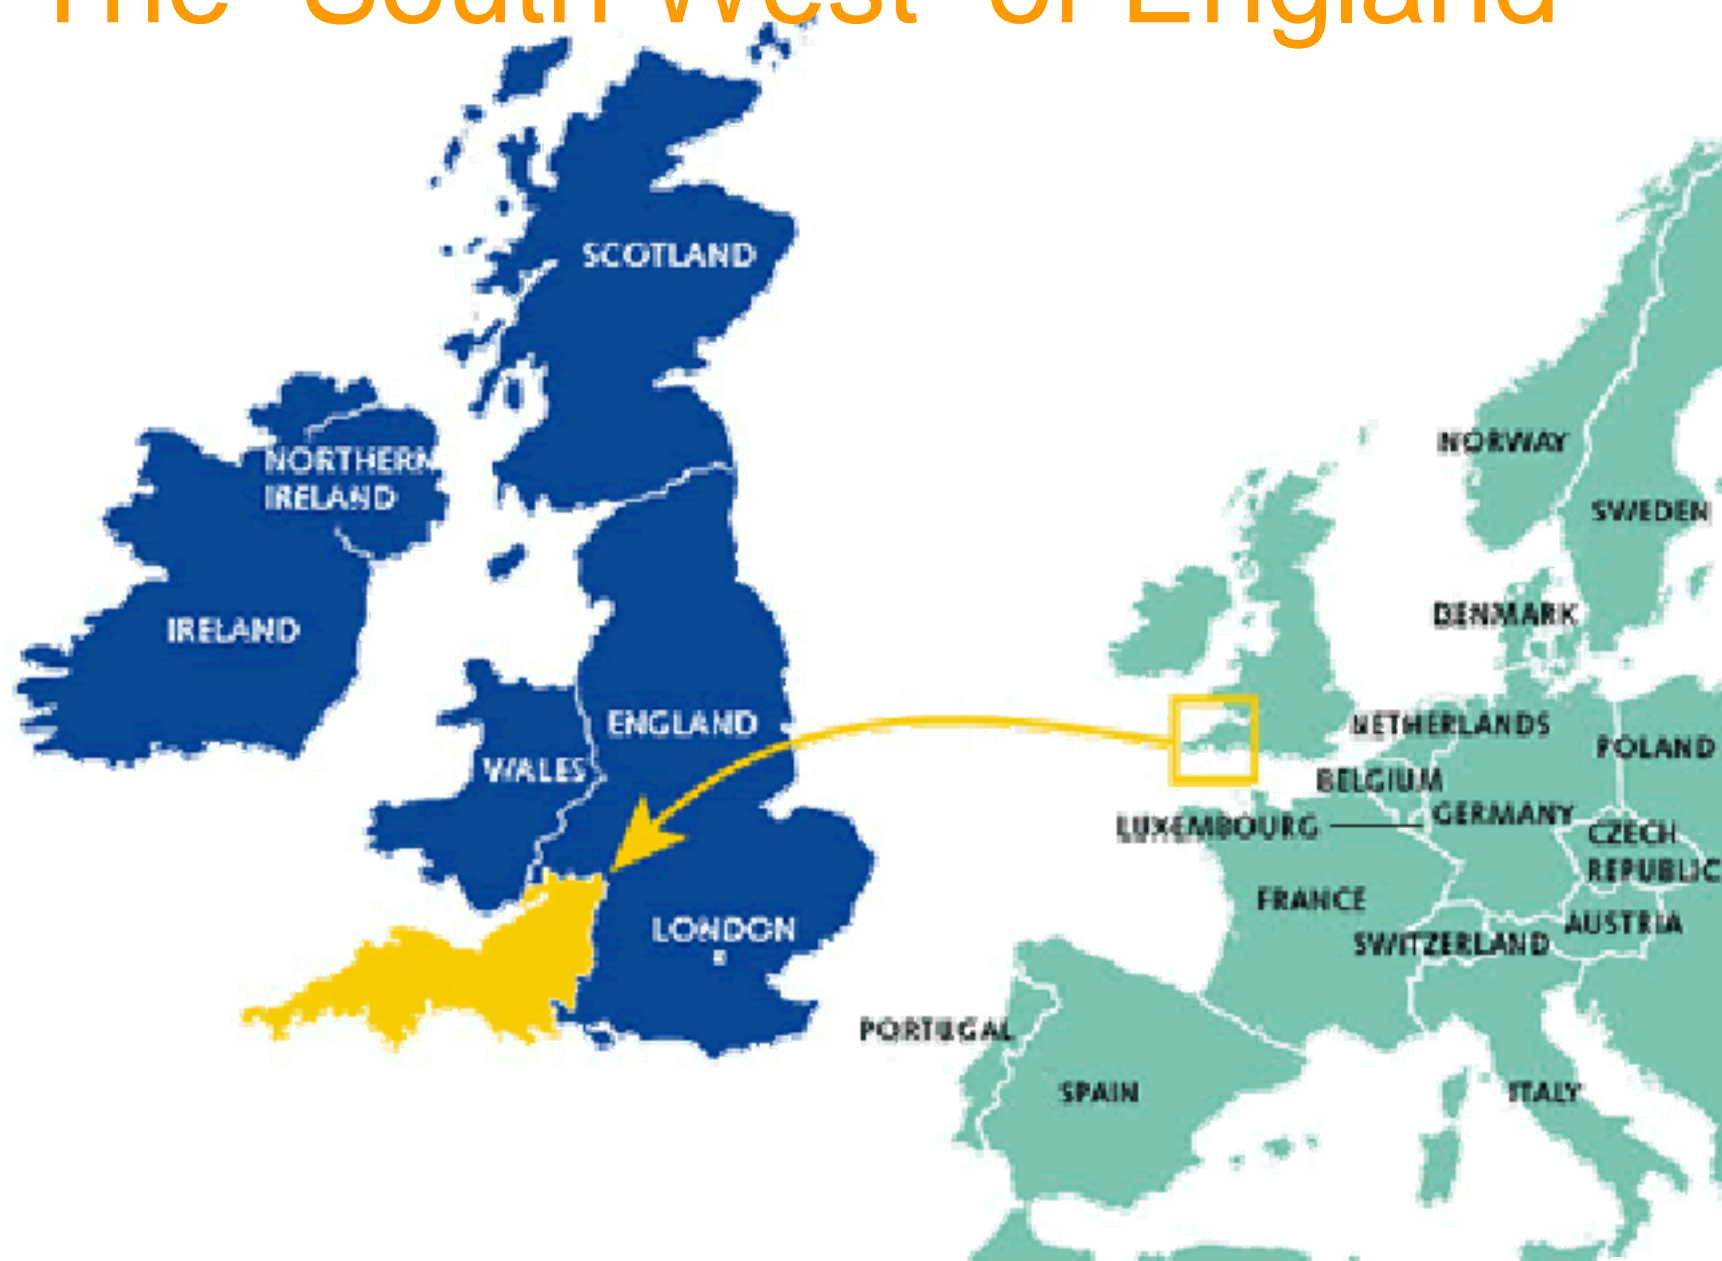 The "South West" of England
SCOTLAND
NORTHERN
IRELAND
IRELAND
ENGLAND
WALES
LONDON
NORWAY
SWEDEN
DENMARK
NETHERLANDS
POLAND
BELGIUM
GERMANY
LUXEMBOURG
CZECH
REPUBLIC
FRANCE
AUSTRIA
SWITZERLAND
PORTUGAL
SPAIN
ITALY